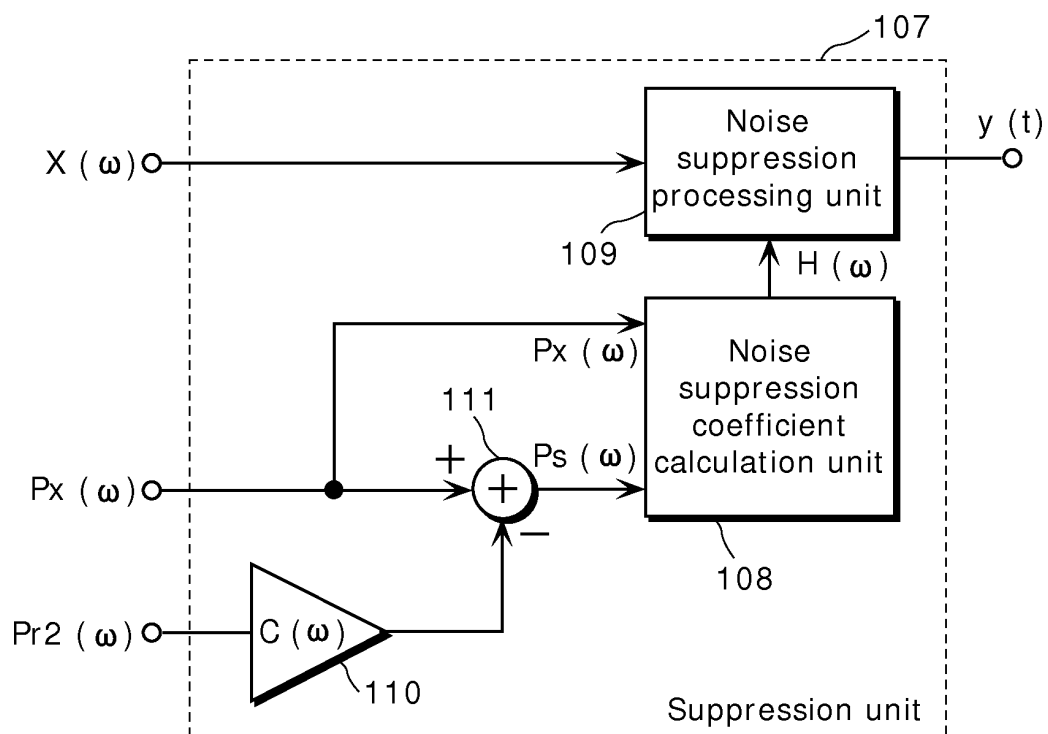 107
X (ω)
Noise
suppression
processing unit
y (t)
109
H (ω)
Px (ω)
Noise
suppression
coefficient
calculation unit
111
+
Ps (ω)
Px (ω)
+
−
108
Pr2 (ω)
C (ω)
110
Suppression unit